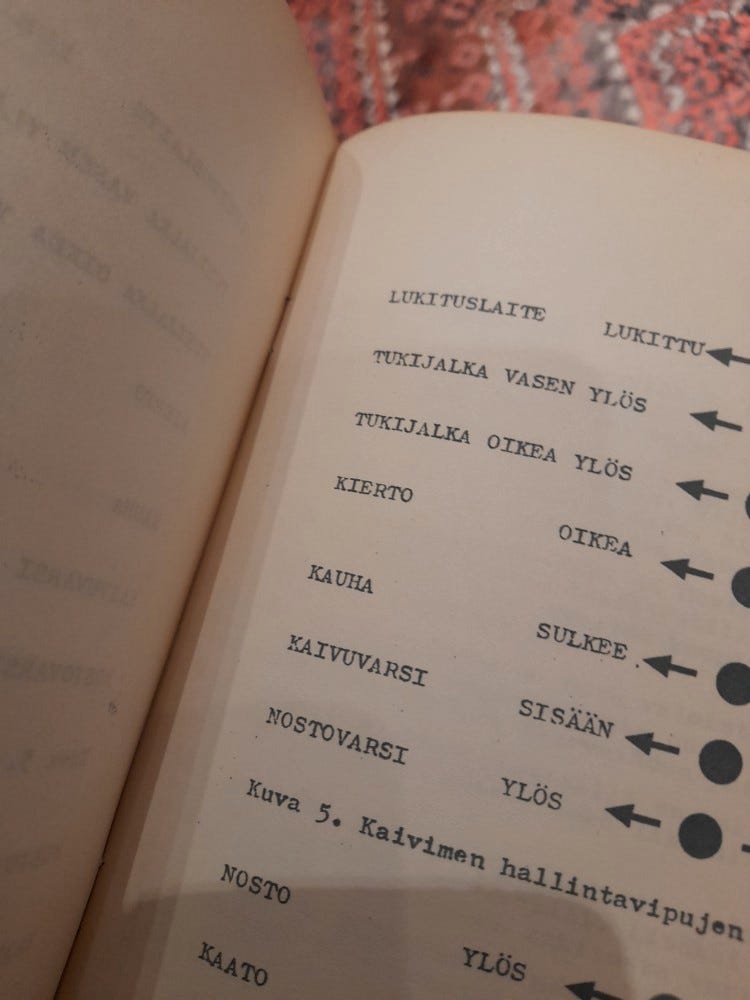 LUKITUSLAITE LUKITTU
TUKIJALKA VASEN YLÖS
TUKIJALKA OIKEA YLÖS
KIERTO OIKEA
KAUHA SULKEE
KAIVUVARSI SISÄÄN
NOSTOVARSI YLÖS
Kuva 5. Kaivimen hallintavipujen
NOSTO YLÖS
KAATO